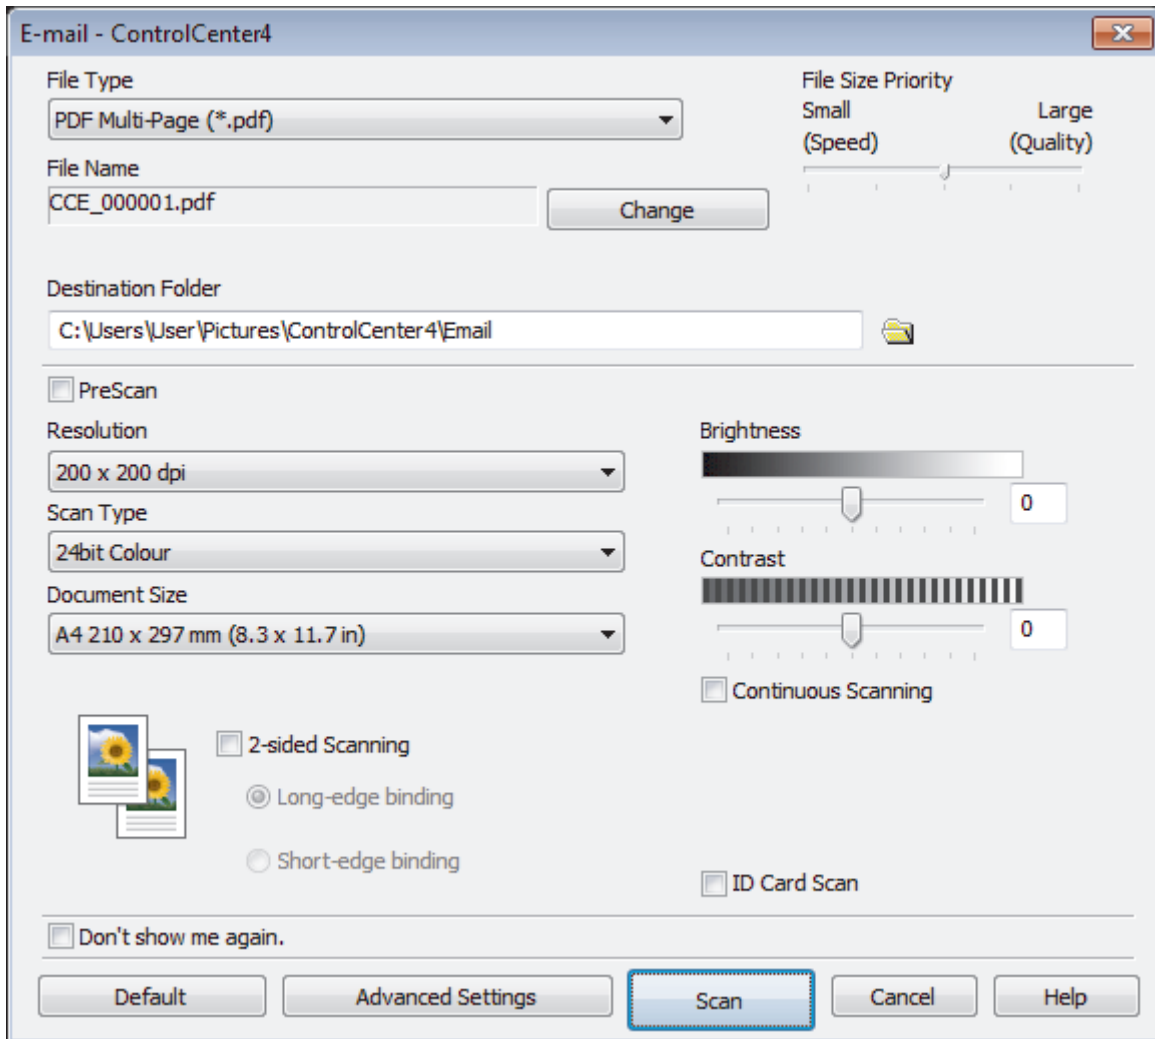 E-mail - ControlCenter4
File Type
PDF Multi-Page (*.pdf)
File Name
CCE_000001.pdf
Change
File Size Priority
Small Large
(Speed) (Quality)
Destination Folder
C:\Users\User\Pictures\ControlCenter4\Email
PreScan
Resolution
200 x 200 dpi
Scan Type
24bit Colour
Document Size
A4 210 x 297 mm (8.3 x 11.7 in)
Brightness
0
Contrast
0
Continuous Scanning
2-sided Scanning
Long-edge binding
Short-edge binding
ID Card Scan
Don't show me again.
Default Advanced Settings Scan Cancel Help